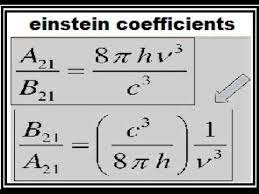 einstein coefficients
A₂₁/B₂₁ = 8πhν³/c³
B₂₁/A₂₁ = (c³/8πh) 1/ν³